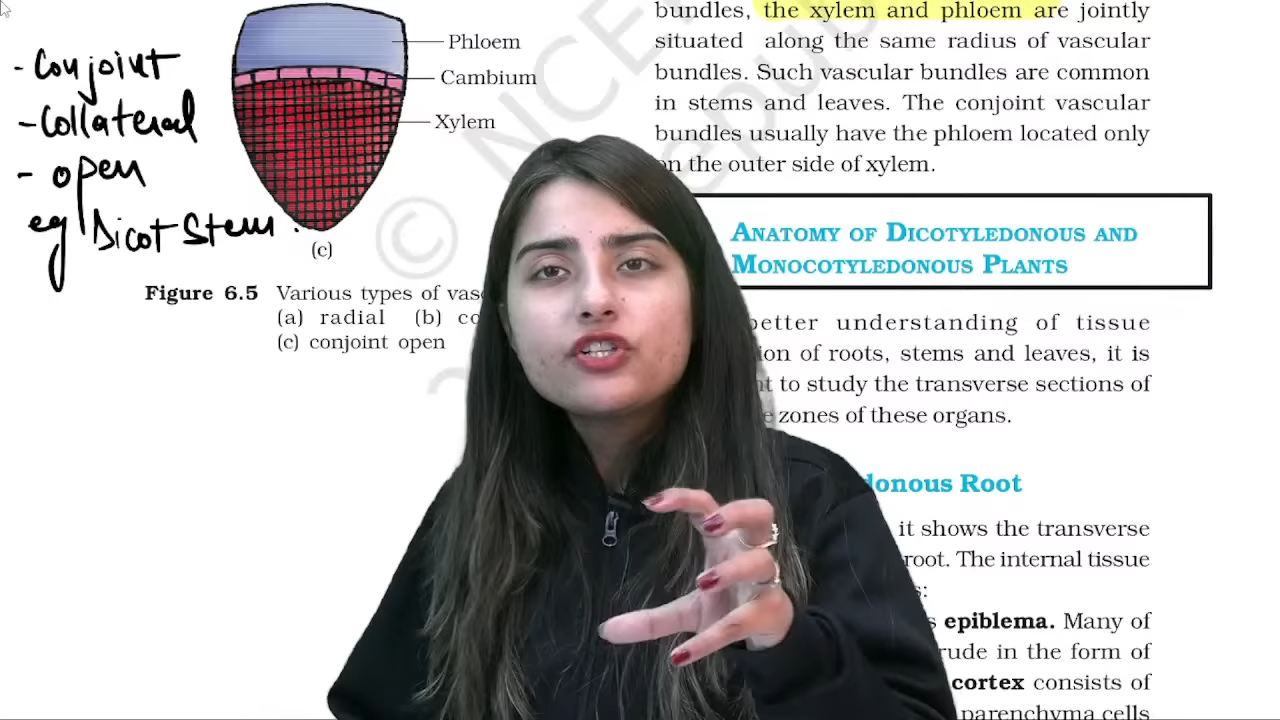 - Conjoint
- Collateral
- open
eg Dicot Stem.
Phloem
Cambium
Xylem
(c)
Figure 6.5 Various types of vas
(a) radial (b) co
(c) conjoint open
bundles, the xylem and phloem are jointly
situated along the same radius of vascular
bundles. Such vascular bundles are common
in stems and leaves. The conjoint vascular
bundles usually have the phloem located only
on the outer side of xylem.
ANATOMY OF DICOTYLEDONOUS AND
MONOCOTYLEDONOUS PLANTS
better understanding of tissue
ion of roots, stems and leaves, it is
nt to study the transverse sections of
e zones of these organs.
donous Root
it shows the transverse
root. The internal tissue
s:
s epiblema. Many of
rude in the form of
cortex consists of
parenchyma cells
© NCE